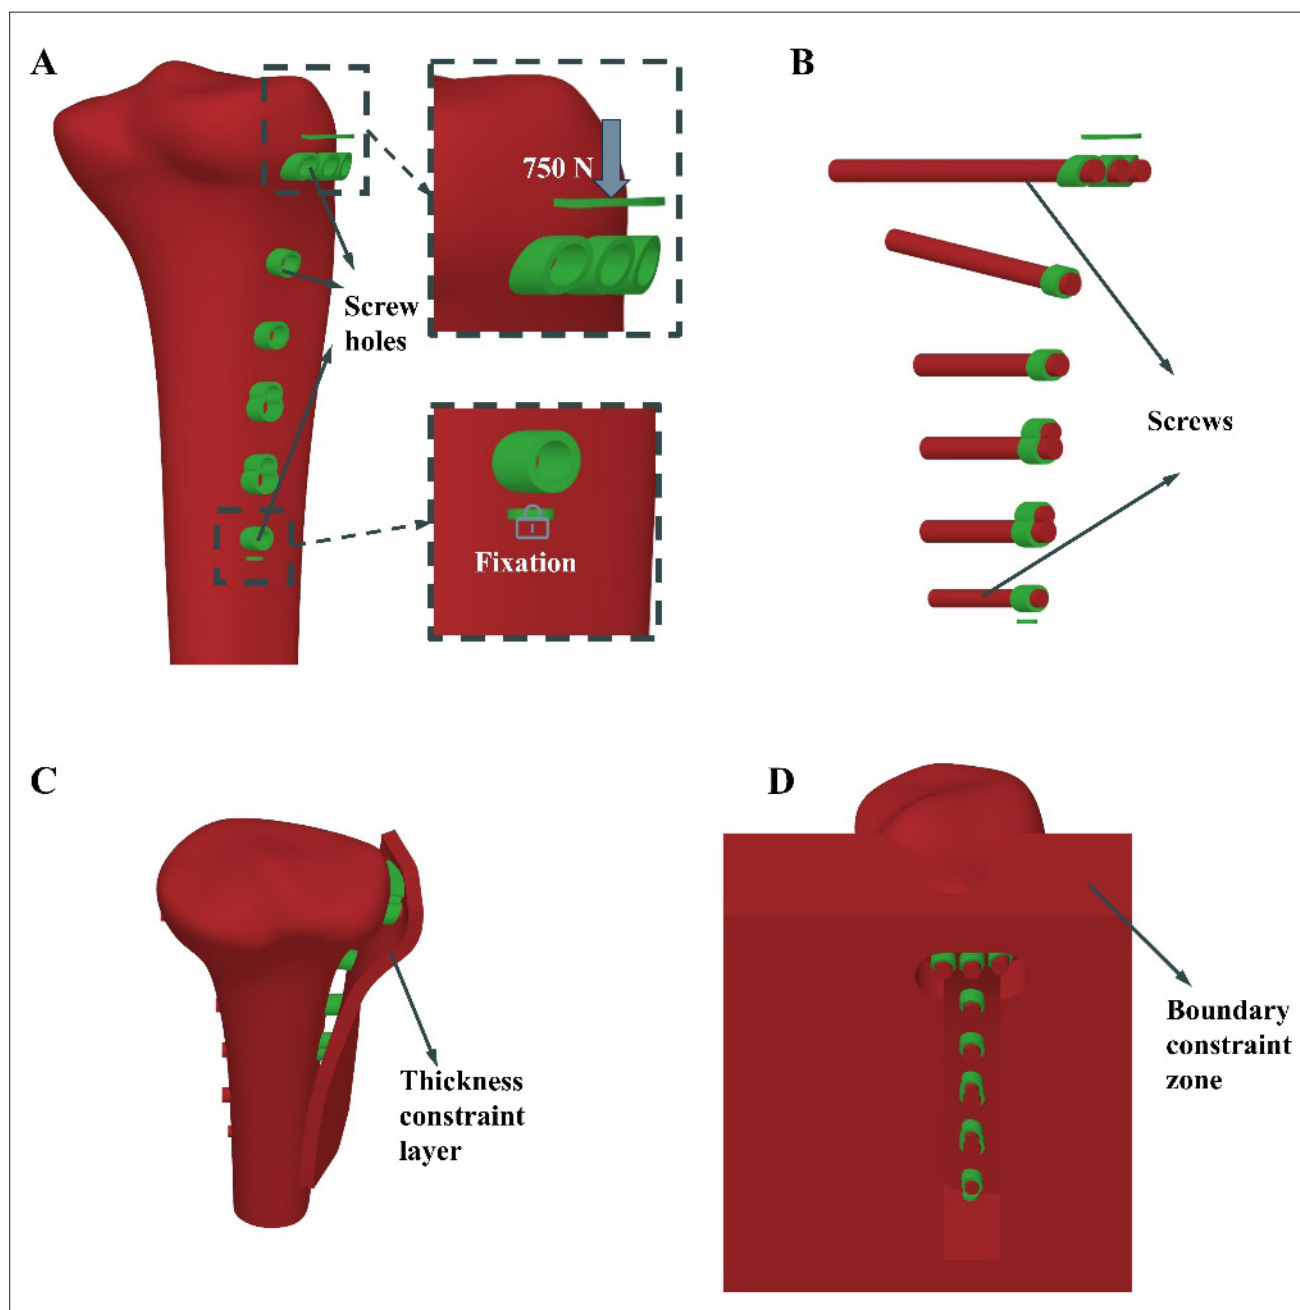 A
B
750 N
Screw
holes
Screws
Fixation
C
D
Thickness
constraint
layer
Boundary
constraint
zone